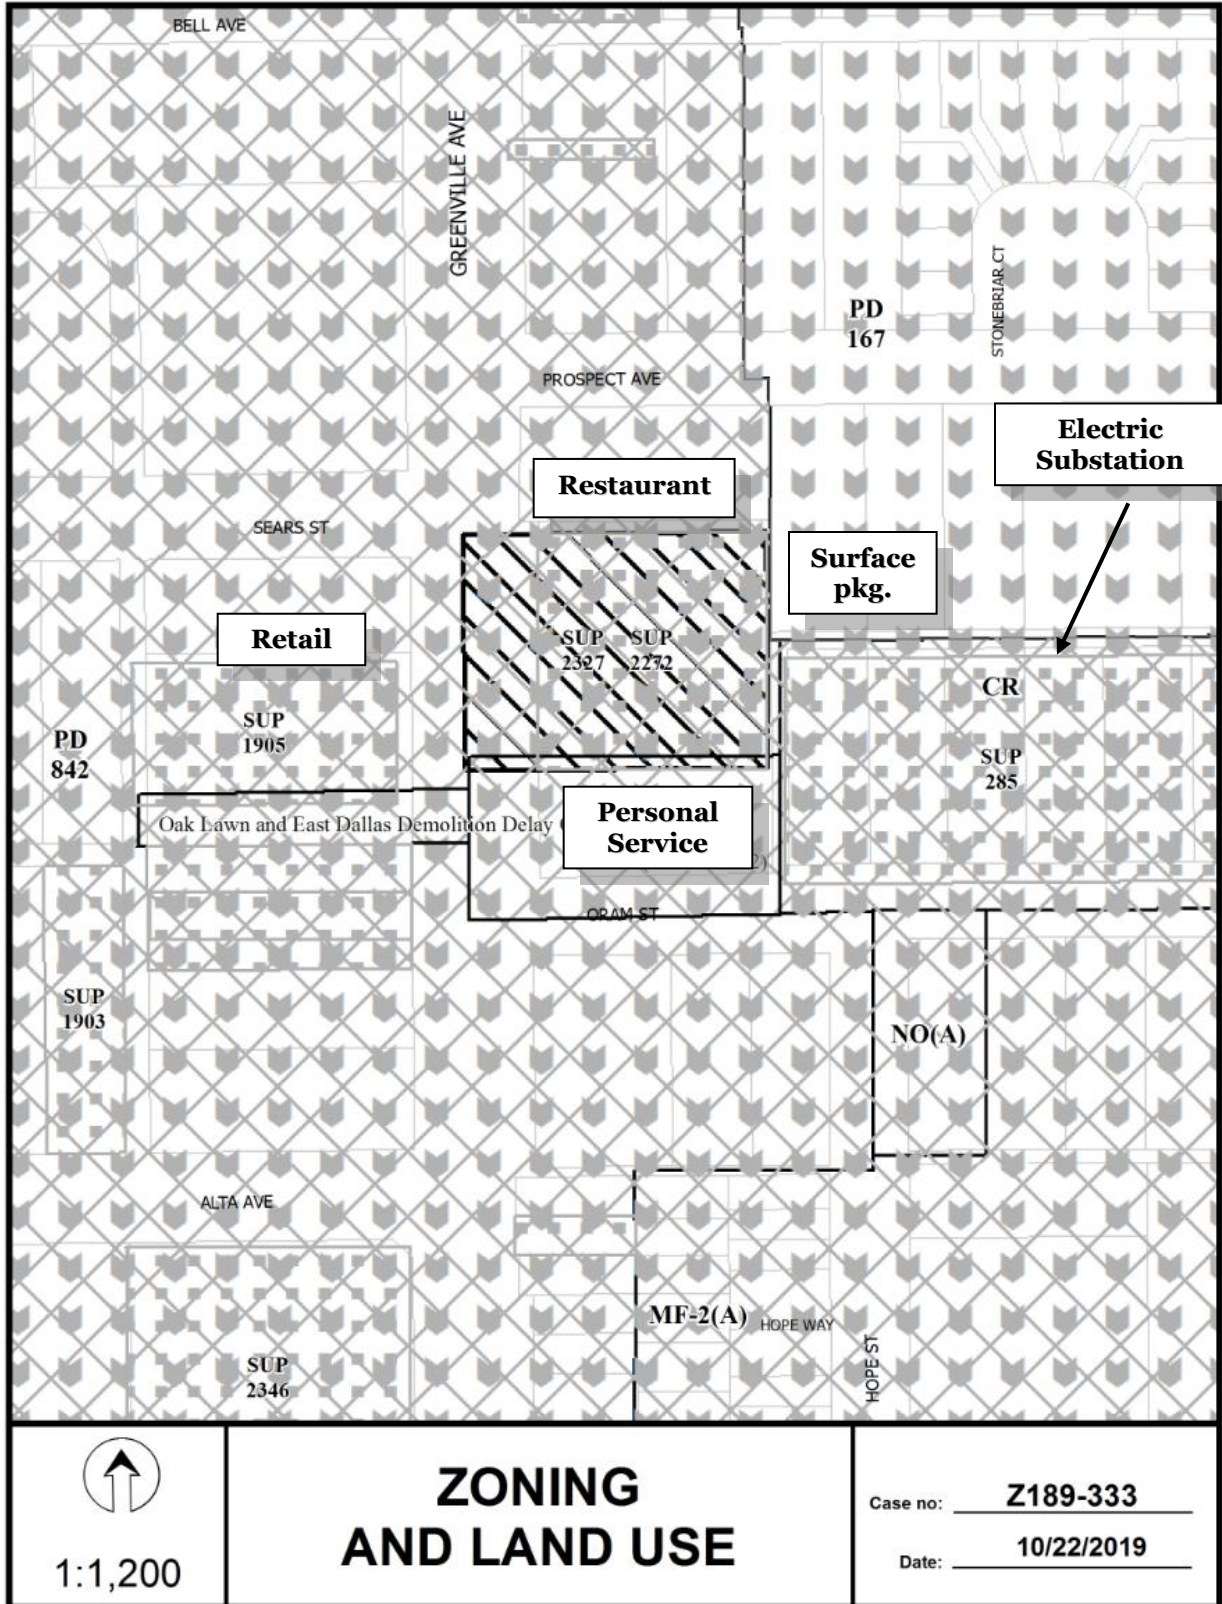 BELL AVE
GREENVILLE AVE
STONEBRIAR CT
PD
167
PROSPECT AVE
Electric
Substation
Restaurant
SEARS ST
Surface
pkg.
Retail
SUP
2327
SUP
2272
CR
SUP
1905
PD
842
SUP
285
Personal
Service
Oak Lawn and East Dallas Demolition Delay
2)
ORAM ST
SUP
1903
NO(A)
ALTA AVE
MF-2(A)
HOPE WAY
HOPE ST
SUP
2346
1:1,200
ZONING
AND LAND USE
Case no: Z189-333
Date: 10/22/2019